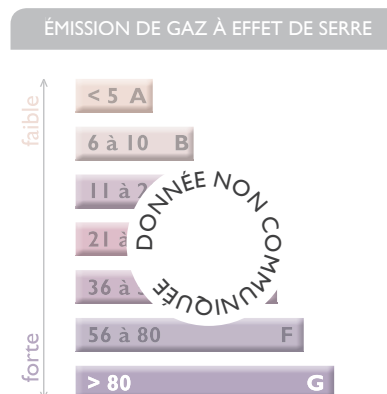 ÉMISSION DE GAZ À EFFET DE SERRE
faible
< 5 A
6 à 10 B
11 à 2
21 à
36 à
56 à 80 F
> 80 G
forte
DONNÉE NON COMMUNIQUÉE